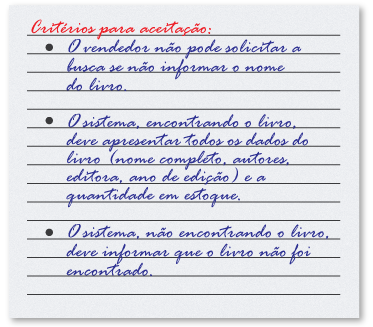 Critérios para aceitação:
• O vendedor não pode solicitar a
busca se não informar o nome
do livro.
• O sistema, encontrando o livro,
deve apresentar todos os dados do
livro (nome completo, autores,
editora, ano de edição) e a
quantidade em estoque.
• O sistema, não encontrando o livro,
deve informar que o livro não foi
encontrado.